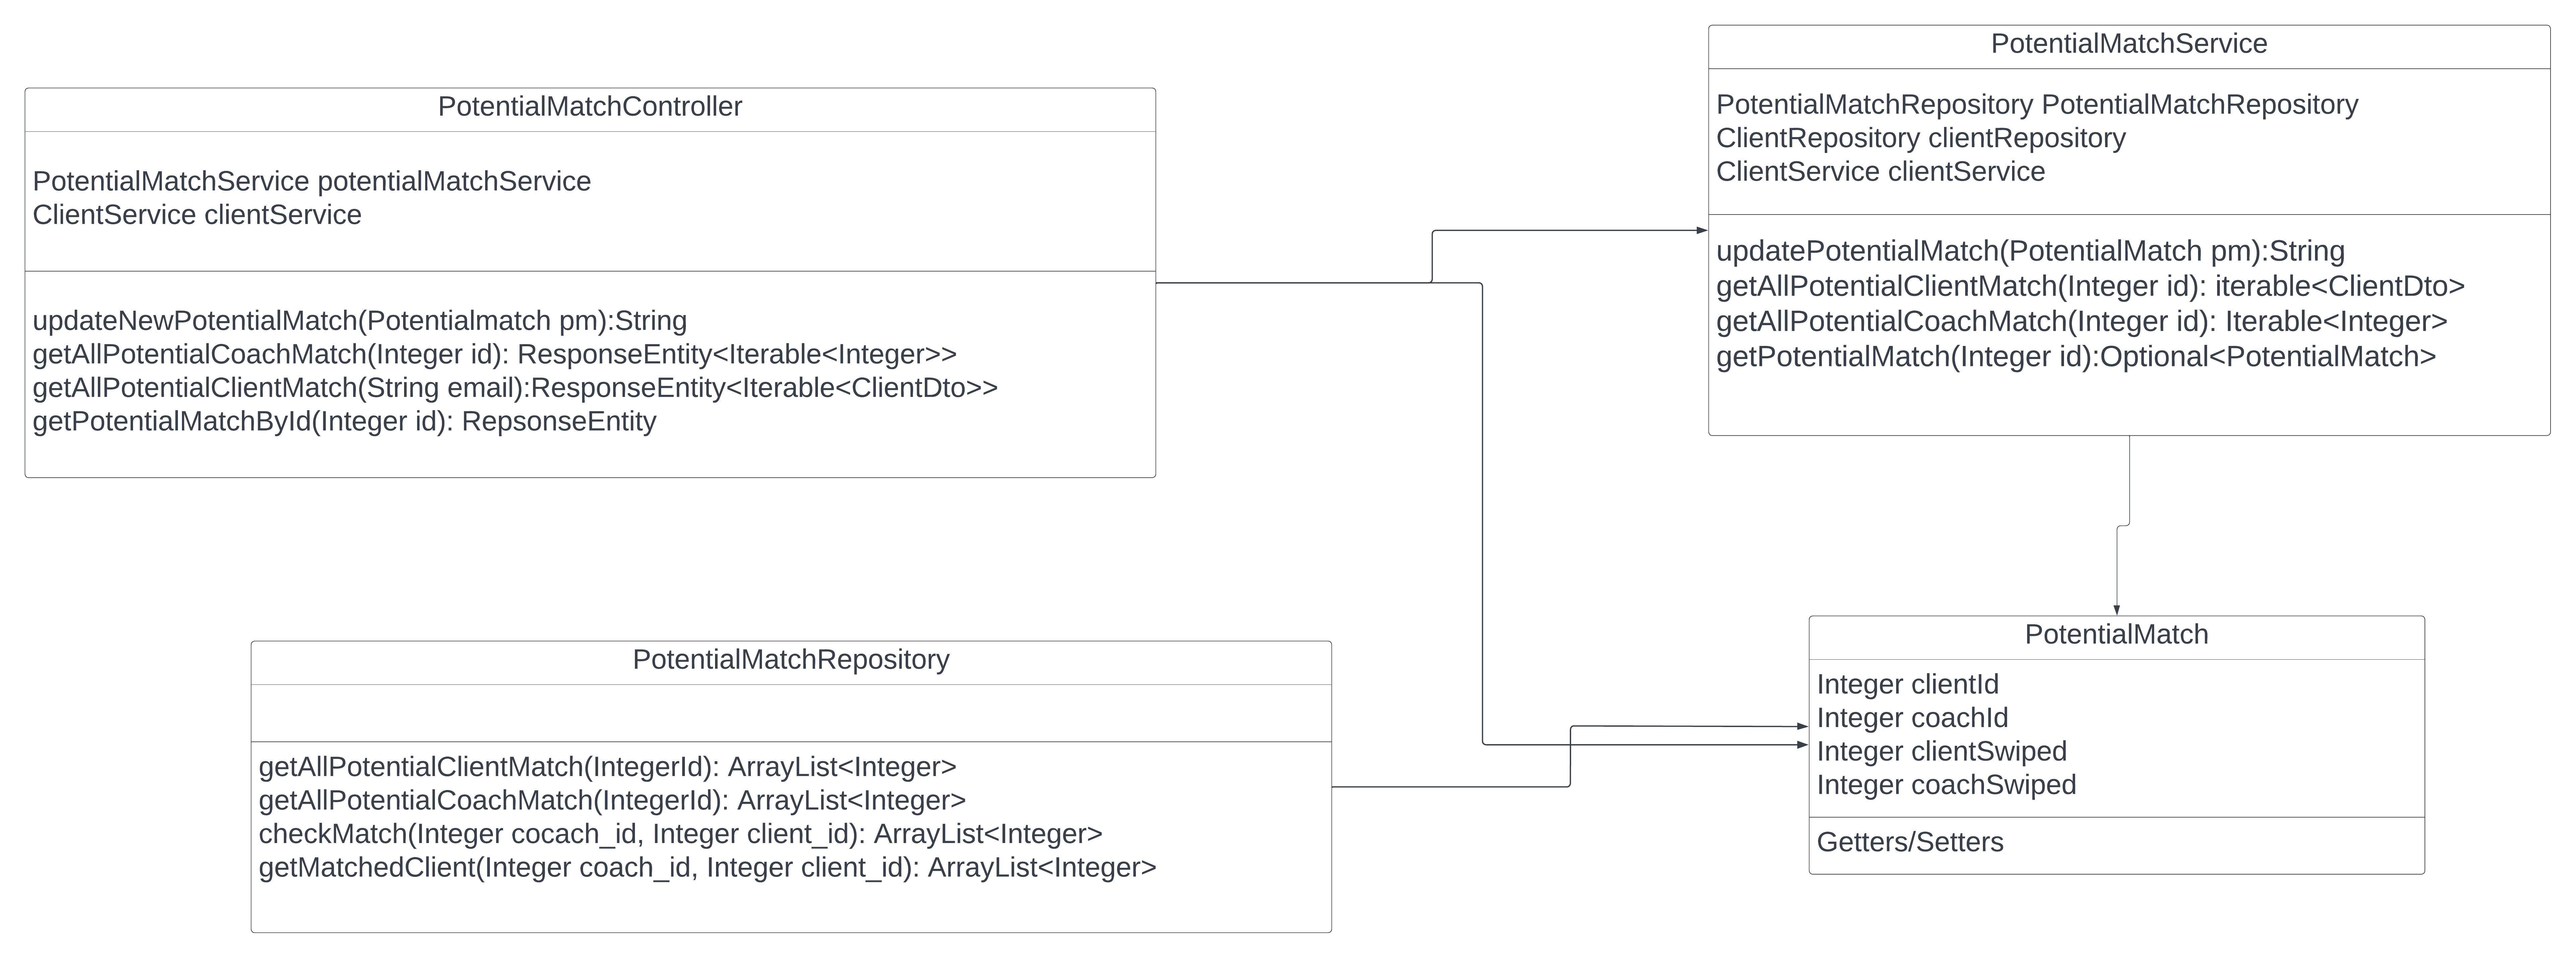 PotentialMatchController
PotentialMatchService potentialMatchService
ClientService clientService
updateNewPotentialMatch(Potentialmatch pm):String
getAllPotentialCoachMatch(Integer id): ResponseEntity<Iterable<Integer>>
getAllPotentialClientMatch(String email):ResponseEntity<Iterable<ClientDto>>
getPotentialMatchById(Integer id): RepsonseEntity
PotentialMatchService
PotentialMatchRepository PotentialMatchRepository
ClientRepository clientRepository
ClientService clientService
updatePotentialMatch(PotentialMatch pm):String
getAllPotentialClientMatch(Integer id): iterable<ClientDto>
getAllPotentialCoachMatch(Integer id): Iterable<Integer>
getPotentialMatch(Integer id):Optional<PotentialMatch>
PotentialMatchRepository
getAllPotentialClientMatch(IntegerId): ArrayList<Integer>
getAllPotentialCoachMatch(IntegerId): ArrayList<Integer>
checkMatch(Integer cocach_id, Integer client_id): ArrayList<Integer>
getMatchedClient(Integer coach_id, Integer client_id): ArrayList<Integer>
PotentialMatch
Integer clientId
Integer coachId
Integer clientSwiped
Integer coachSwiped
Getters/Setters